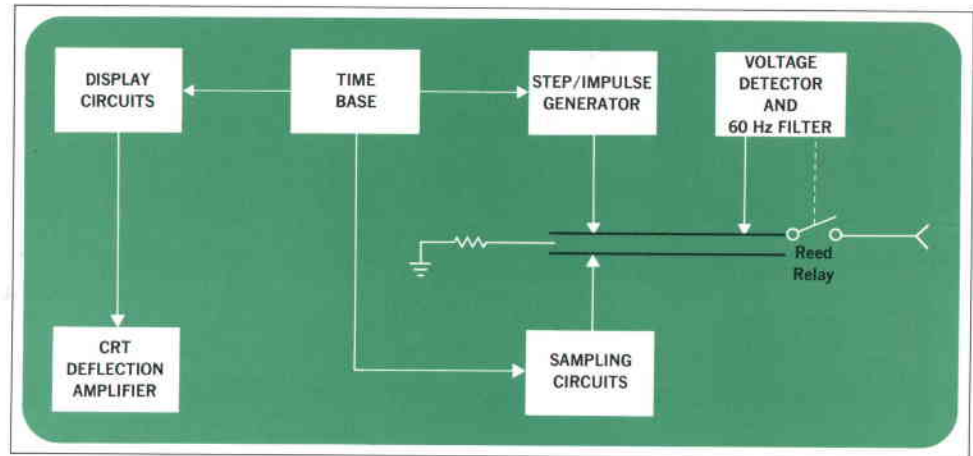 DISPLAY
CIRCUITS
TIME
BASE
STEP/IMPULSE
GENERATOR
VOLTAGE
DETECTOR
AND
60 Hz FILTER
Reed
Relay
CRT
DEFLECTION
AMPLIFIER
SAMPLING
CIRCUITS